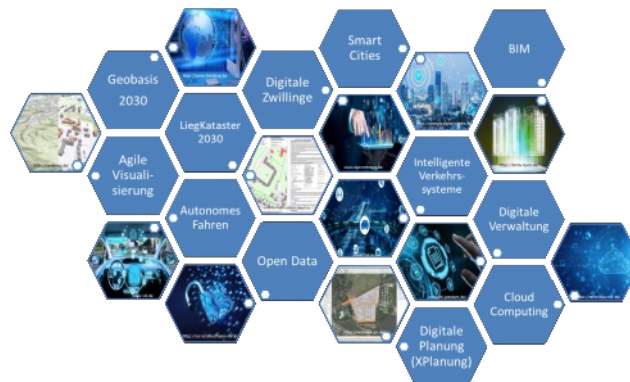 Geobasis
2030
Digitale
Zwillinge
Smart
Cities
BIM
Agile
Visuali-
sierung
LiegKataster
2030
Intelligente
Verkehrs-
systeme
Autonomes
Fahren
Open Data
Digitale
Verwaltung
Digitale
Planung
(XPlanung)
Cloud
Computing